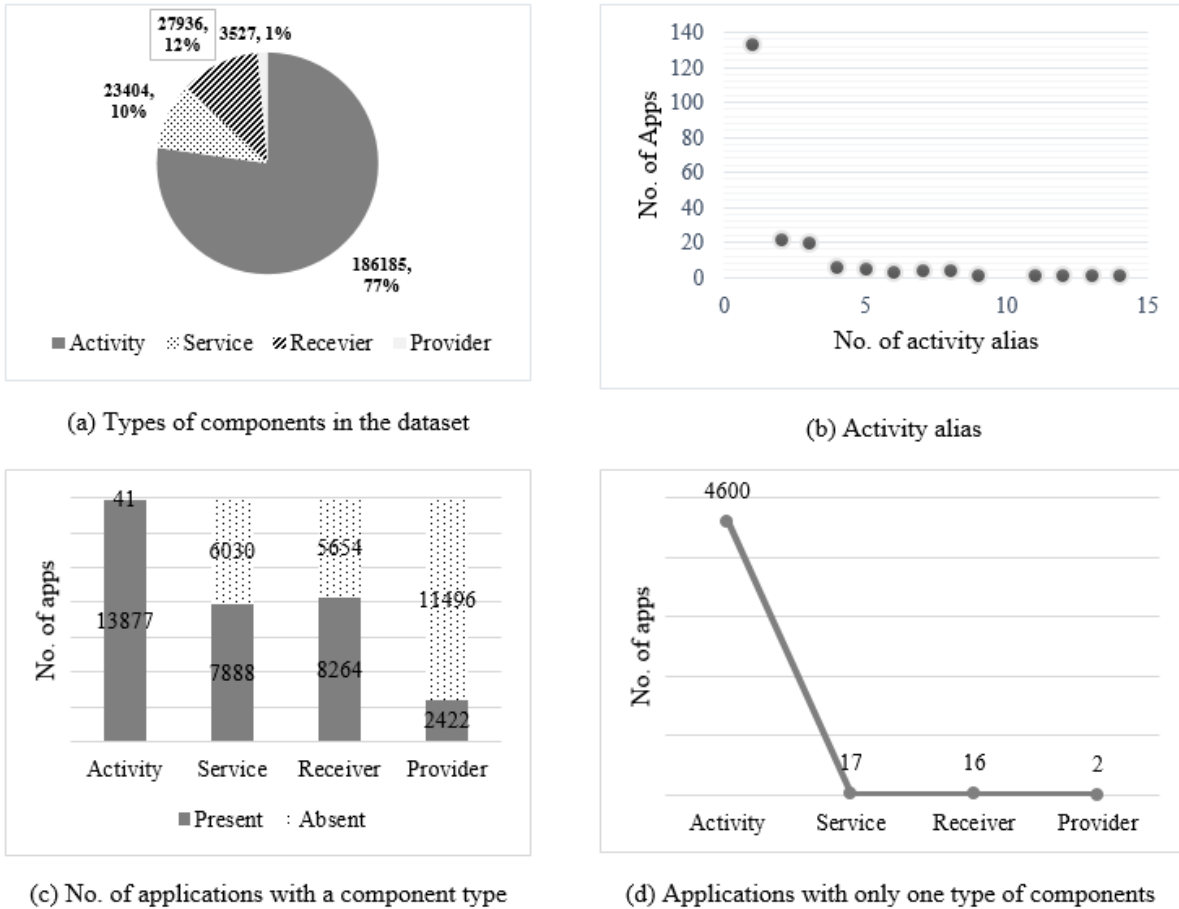 27936,
12%
3527, 1%
23404,
10%
186185,
77%
Activity Service Recevier Provider
(a) Types of components in the dataset
140
120
100
80
60
40
20
0
No. of Apps
0 5 10 15
No. of activity alias
(b) Activity alias
No. of apps
41
13877
6030
7888
5654
8264
11496
2422
Activity Service Receiver Provider
Present Absent
(c) No. of applications with a component type
No. of apps
4600
17
16
2
Activity Service Receiver Provider
(d) Applications with only one type of components